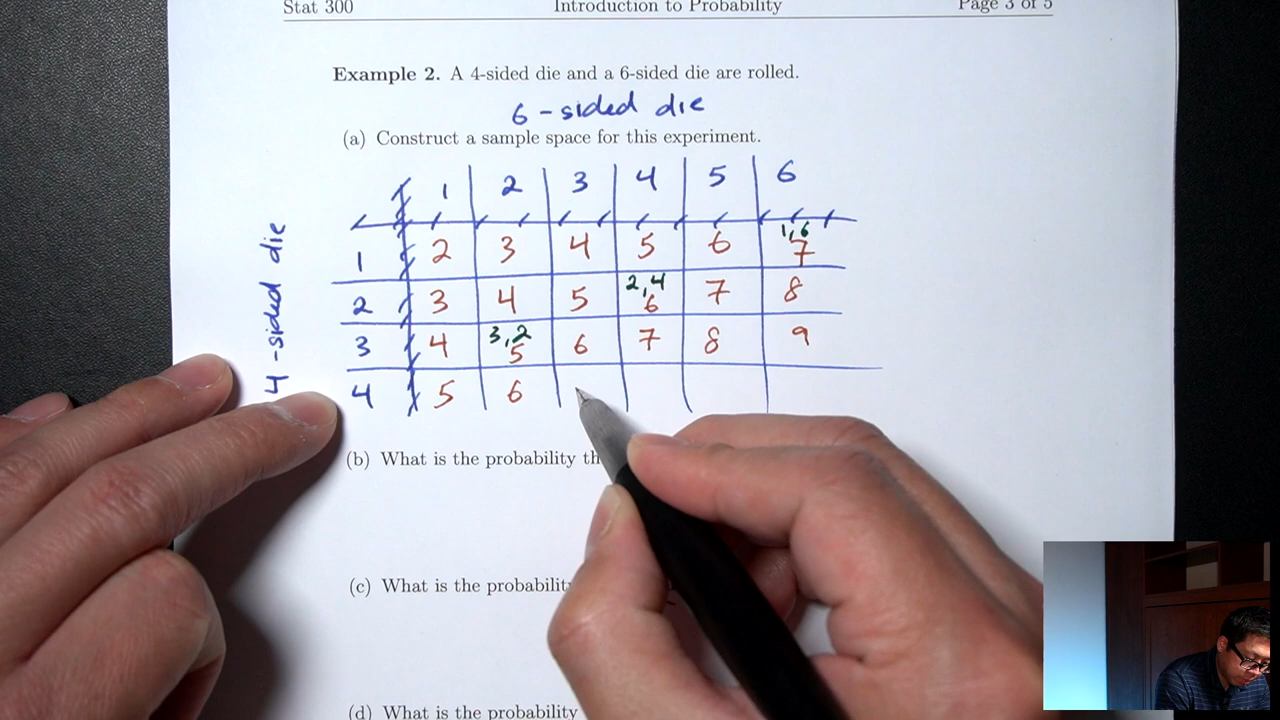 Stat 300 Introduction to Probability Page 3 of 5
Example 2. A 4-sided die and a 6-sided die are rolled.
6-sided die
(a) Construct a sample space for this experiment.
1 2 3 4 5 6
4-sided die
1,6
1 2 3 4 5 6 7
2,4
2 3 4 5 6 7 8
3,2
3 4 5 6 7 8 9
4 5 6
(b) What is the probability th
(c) What is the probability
(d) What is the probability